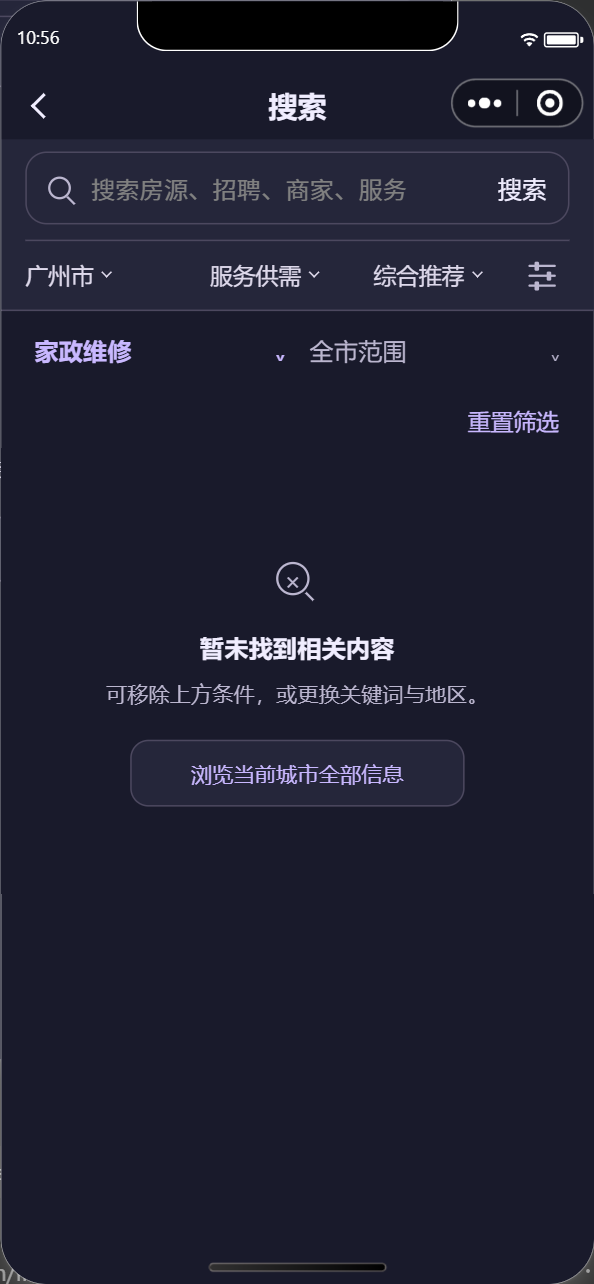 10:56
搜索
搜索房源、招聘、商家、服务 搜索
广州市 服务供需 综合推荐
家政维修 全市范围
重置筛选
暂未找到相关内容
可移除上方条件，或更换关键词与地区。
浏览当前城市全部信息